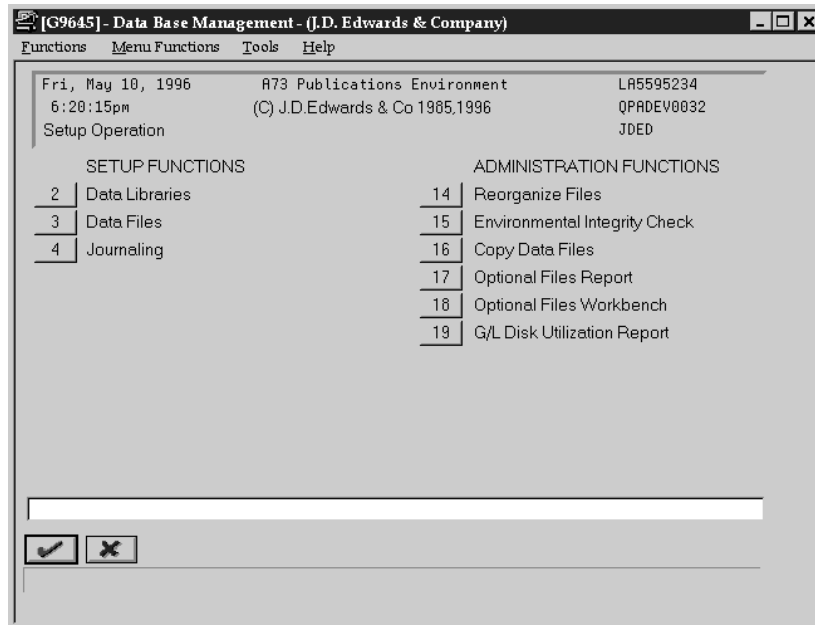 [G9645] - Data Base Management - (J.D. Edwards & Company)
Functions Menu Functions Tools Help
Fri, May 10, 1996 A73 Publications Environment LA5595234
6:20:15pm (C) J.D.Edwards & Co 1985,1996 QPADEV0032
Setup Operation JDED
SETUP FUNCTIONS ADMINISTRATION FUNCTIONS
2 Data Libraries 14 Reorganize Files
3 Data Files 15 Environmental Integrity Check
4 Journaling 16 Copy Data Files
17 Optional Files Report
18 Optional Files Workbench
19 G/L Disk Utilization Report